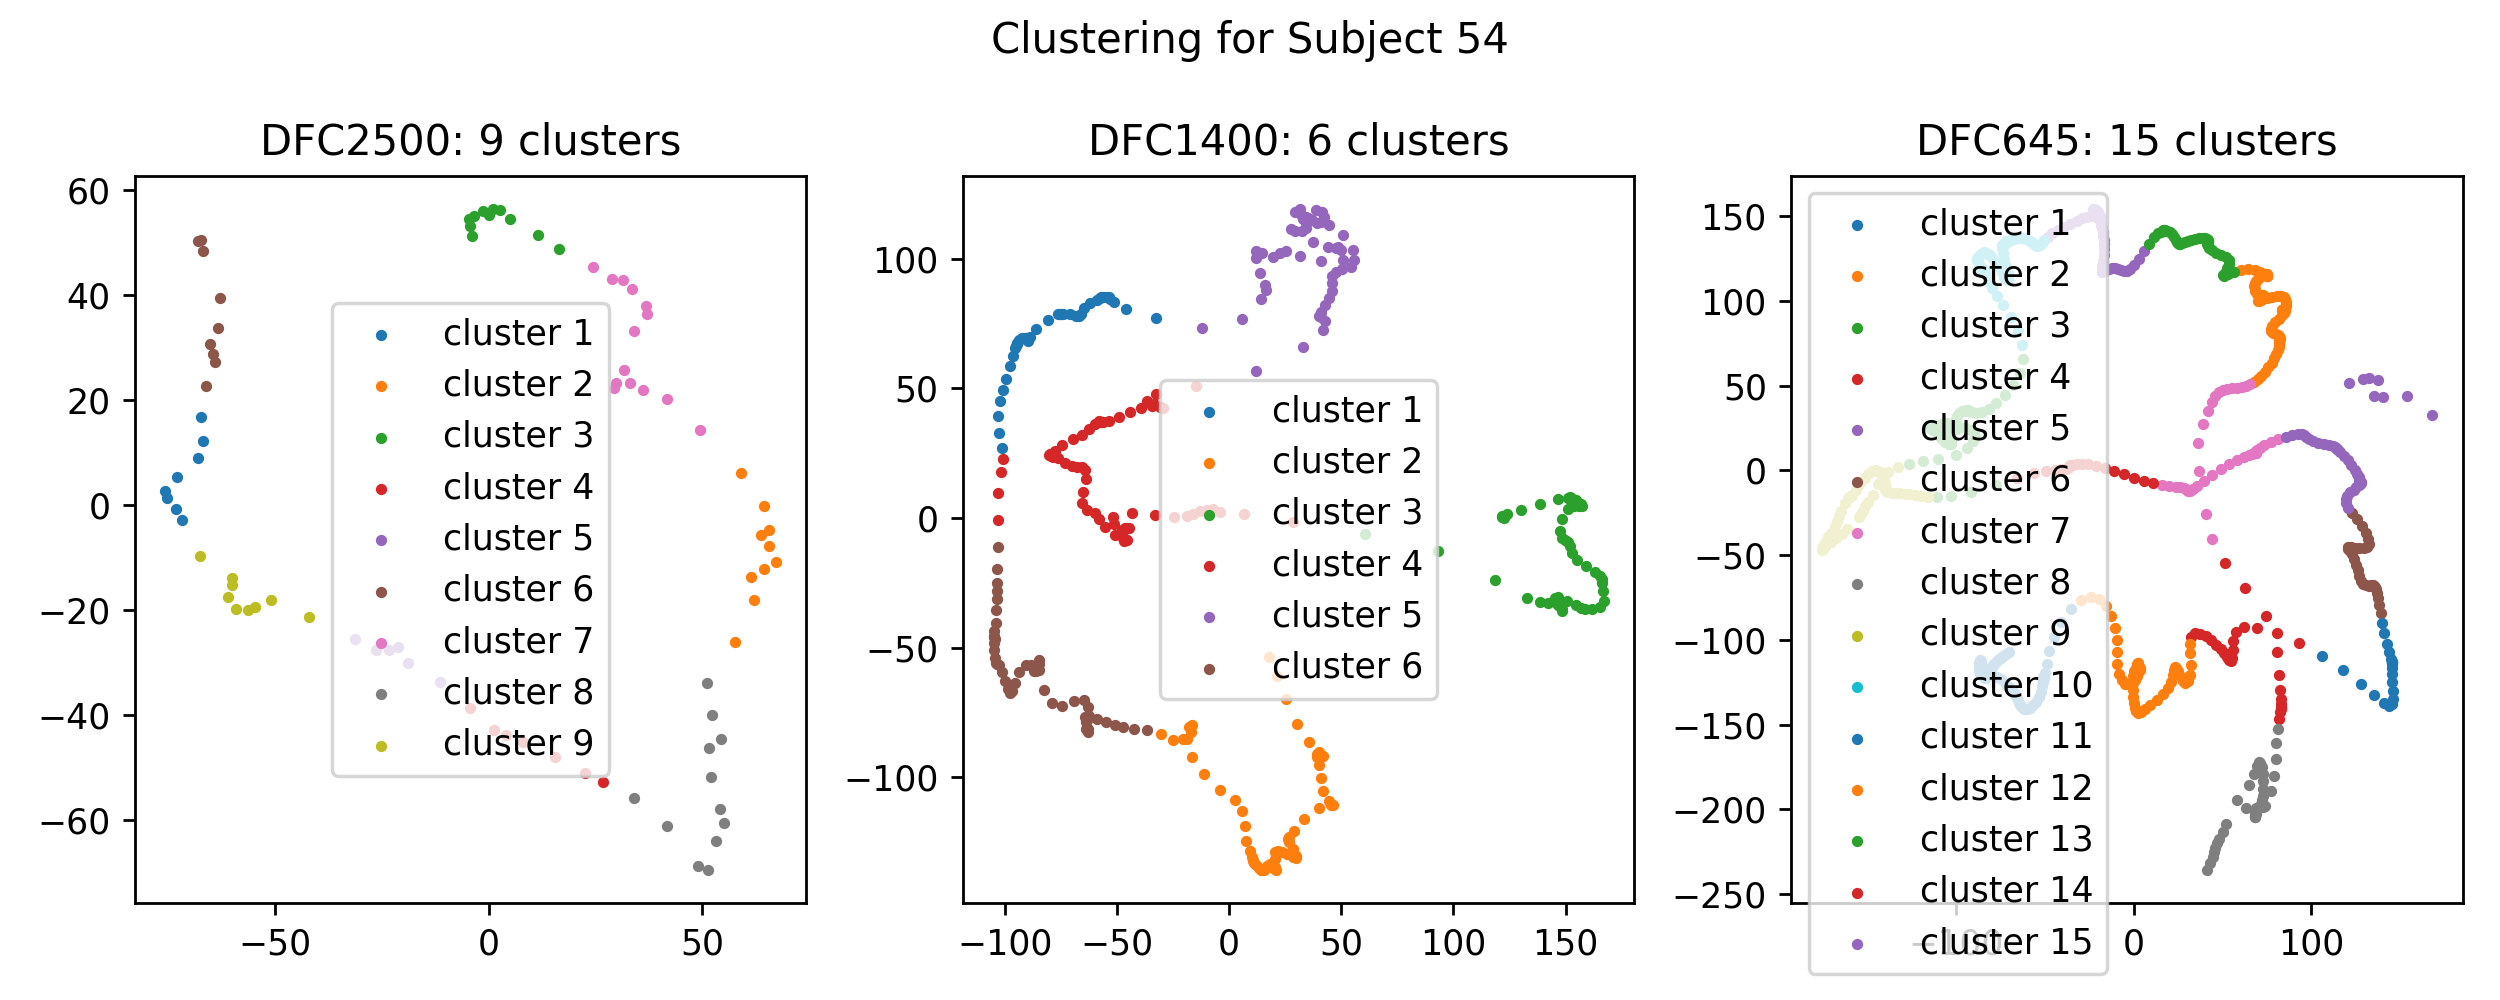 Clustering for Subject 54
DFC2500: 9 clusters
60
40
20
0
−20
−40
−60
−50
0
50
cluster 1
cluster 2
cluster 3
cluster 4
cluster 5
cluster 6
cluster 7
cluster 8
cluster 9
DFC1400: 6 clusters
100
50
0
−50
−100
−100
−50
0
50
100
150
cluster 1
cluster 2
cluster 3
cluster 4
cluster 5
cluster 6
DFC645: 15 clusters
150
100
50
0
−50
−100
−150
−200
−250
−100
0
100
cluster 1
cluster 2
cluster 3
cluster 4
cluster 5
cluster 6
cluster 7
cluster 8
cluster 9
cluster 10
cluster 11
cluster 12
cluster 13
cluster 14
cluster 15